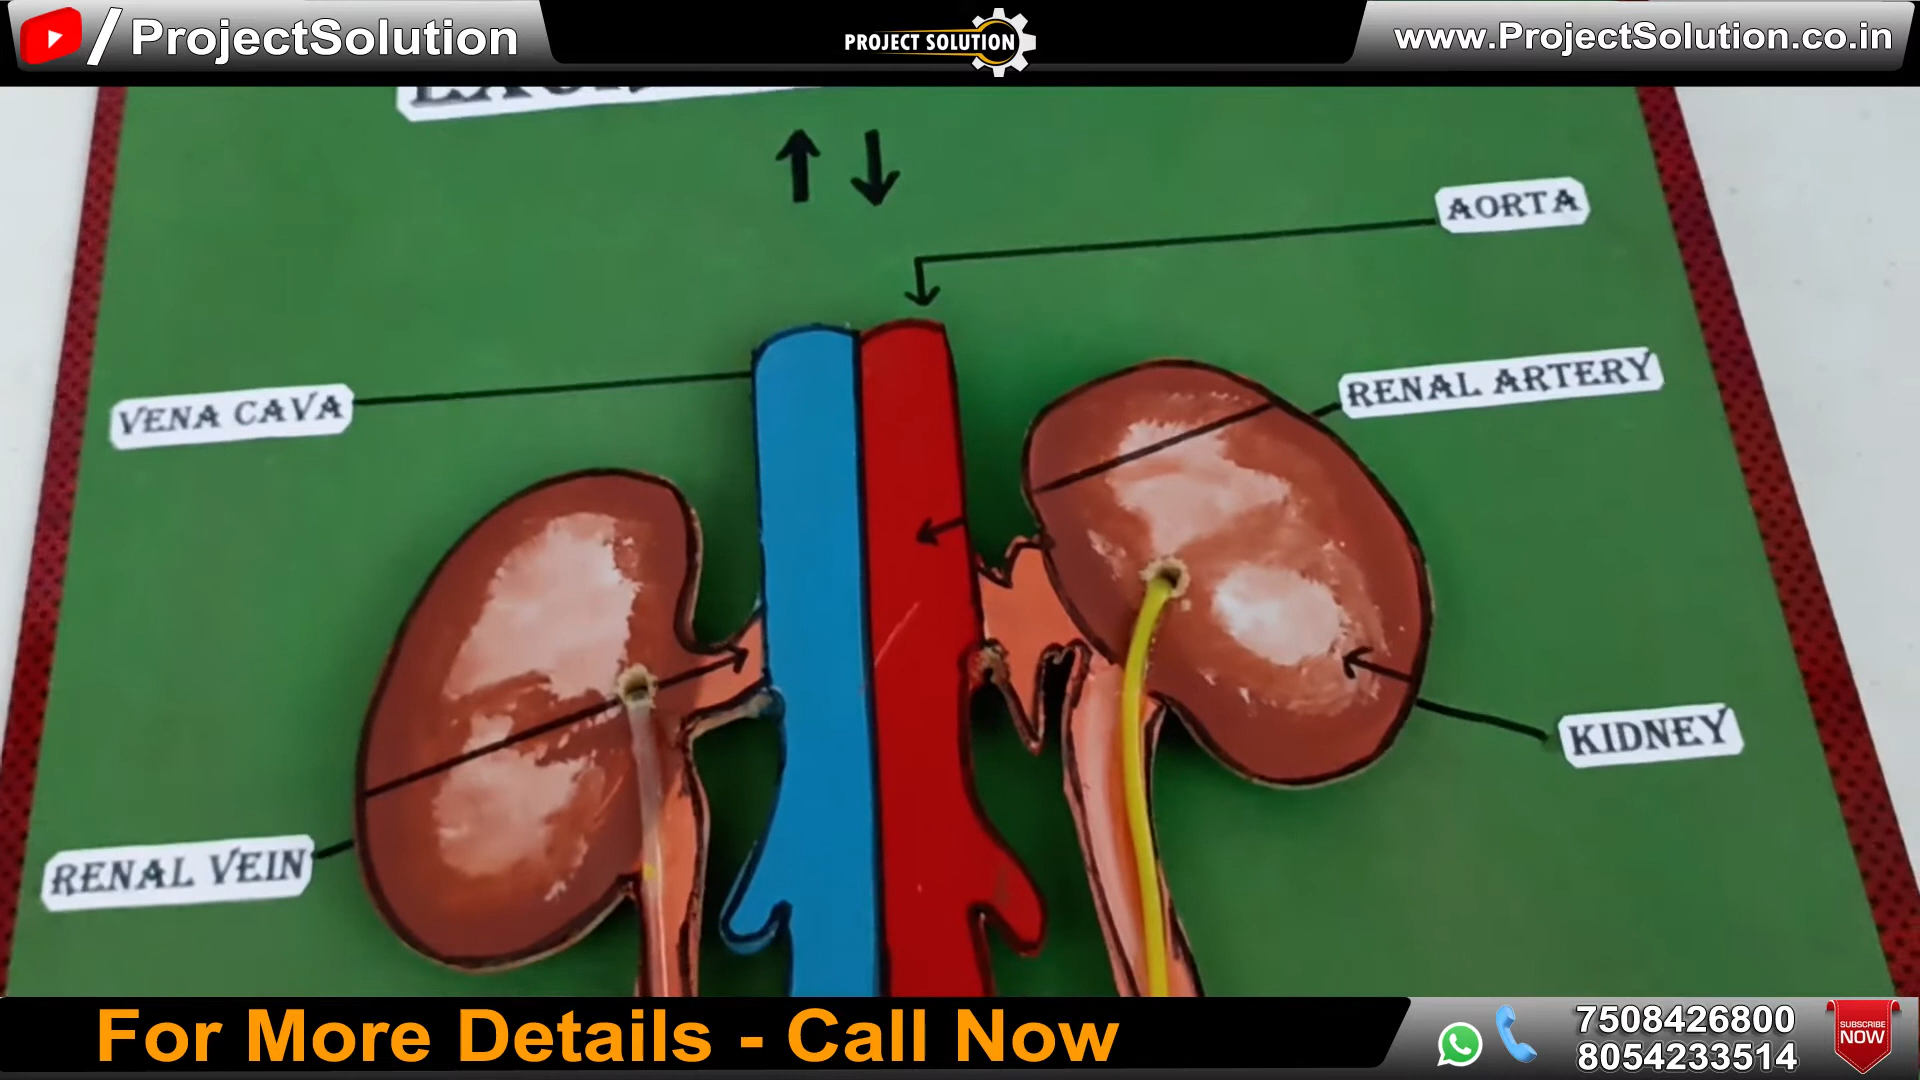 /ProjectSolution
PROJECT SOLUTION
www.ProjectSolution.co.in
AORTA
RENAL ARTERY
VENA CAVA
KIDNEY
RENAL VEIN
For More Details - Call Now
7508426800
8054233514
SUBSCRIBE
NOW